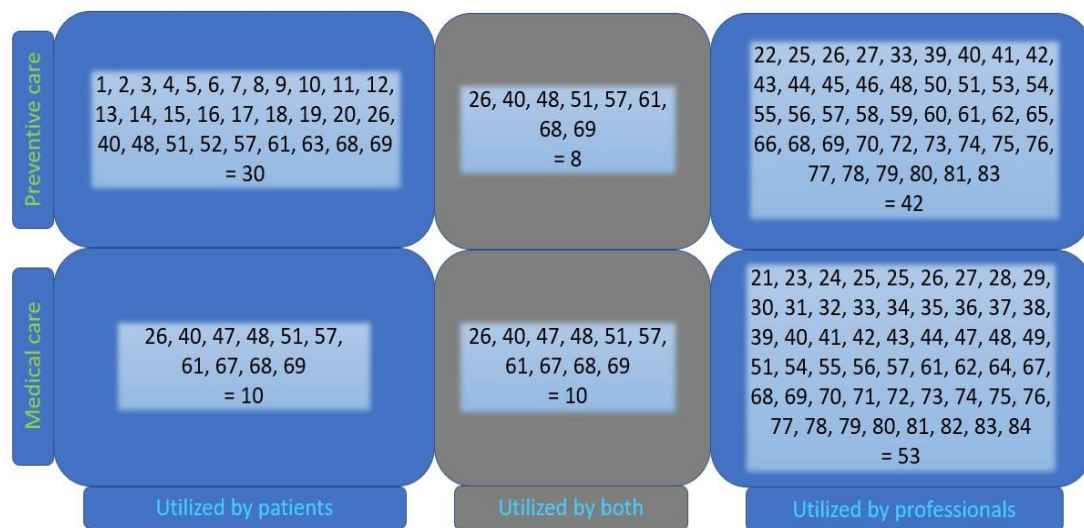 Preventive care
1, 2, 3, 4, 5, 6, 7, 8, 9, 10, 11, 12,
13, 14, 15, 16, 17, 18, 19, 20, 26,
40, 48, 51, 52, 57, 61, 63, 68, 69
= 30
26, 40, 48, 51, 57, 61,
68, 69
= 8
22, 25, 26, 27, 33, 39, 40, 41, 42,
43, 44, 45, 46, 48, 50, 51, 53, 54,
55, 56, 57, 58, 59, 60, 61, 62, 65,
66, 68, 69, 70, 72, 73, 74, 75, 76,
77, 78, 79, 80, 81, 83
= 42
Medical care
26, 40, 47, 48, 51, 57,
61, 67, 68, 69
= 10
26, 40, 47, 48, 51, 57,
61, 67, 68, 69
= 10
21, 23, 24, 25, 25, 26, 27, 28, 29,
30, 31, 32, 33, 34, 35, 36, 37, 38,
39, 40, 41, 42, 43, 44, 47, 48, 49,
51, 54, 55, 56, 57, 61, 62, 64, 67,
68, 69, 70, 71, 72, 73, 74, 75, 76,
77, 78, 79, 80, 81, 82, 83, 84
= 53
Utilized by patients
Utilized by both
Utilized by professionals